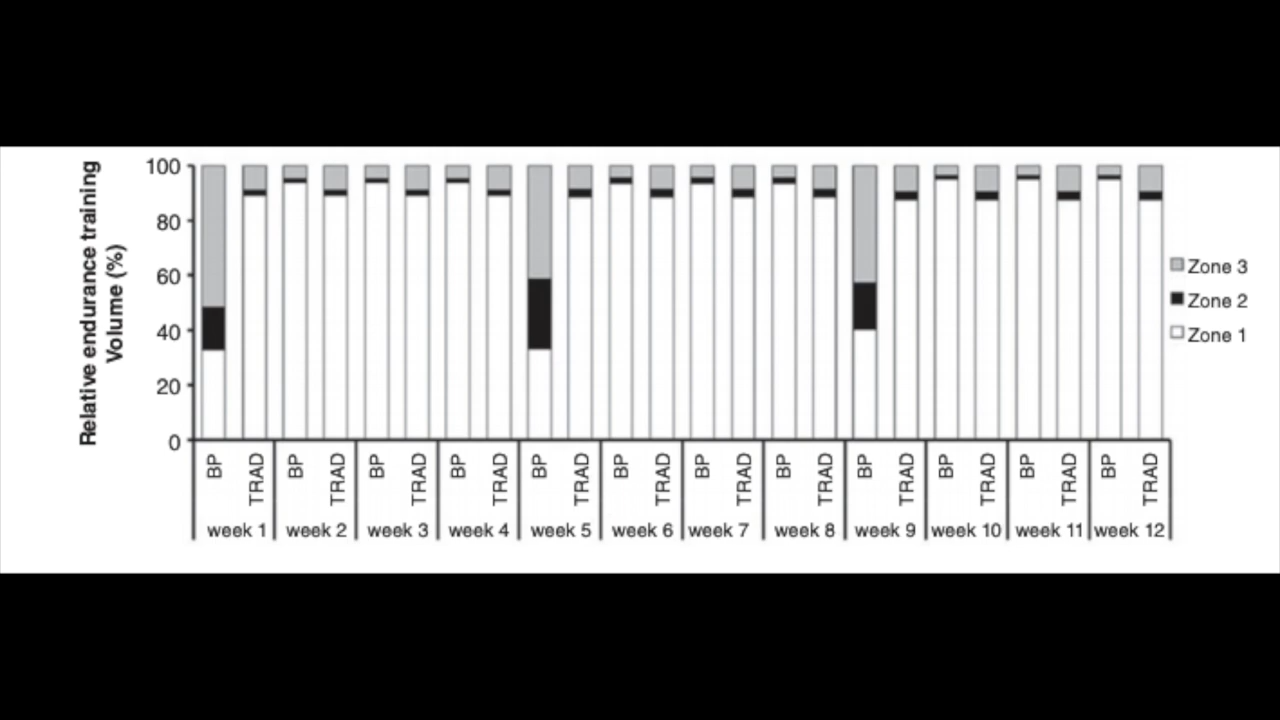 Relative endurance training
Volume (%)
100
80
60
40
20
0
BP TRAD BP TRAD BP TRAD BP TRAD BP TRAD BP TRAD BP TRAD BP TRAD BP TRAD BP TRAD BP TRAD BP TRAD
week 1 week 2 week 3 week 4 week 5 week 6 week 7 week 8 week 9 week 10 week 11 week 12
Zone 3
Zone 2
Zone 1